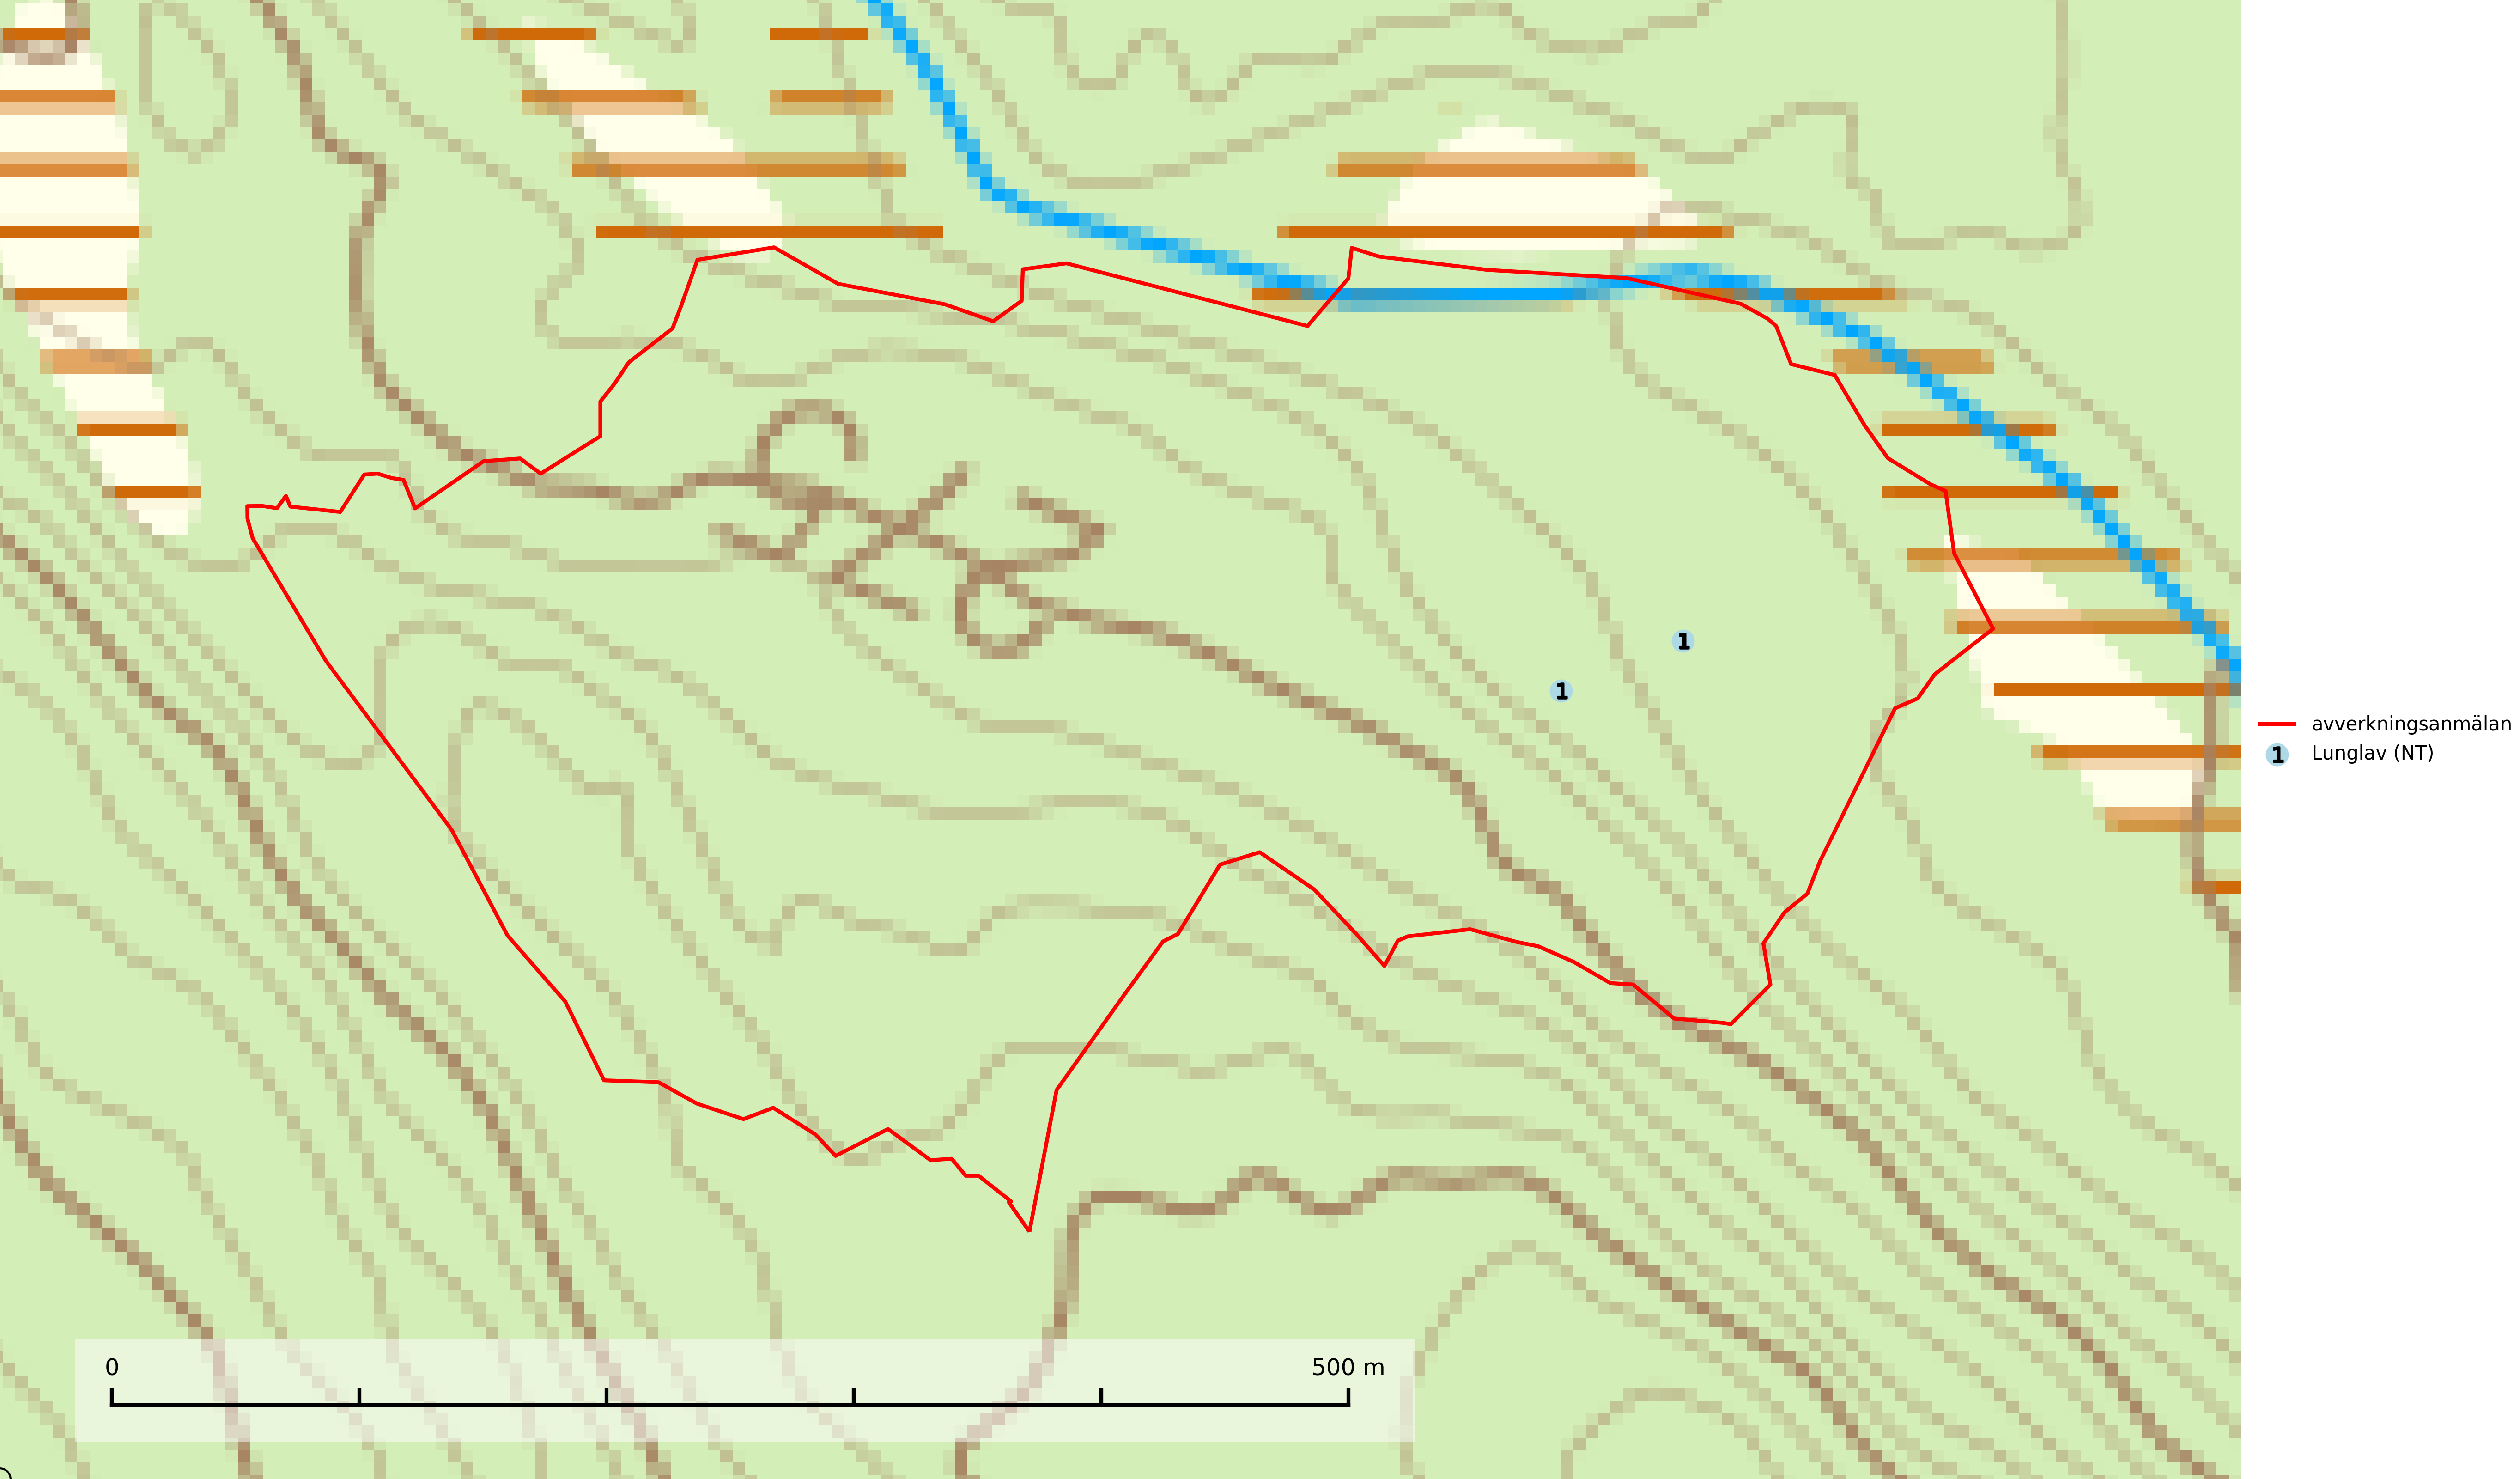 1
1
avverkningsanmälan
1 Lunglav (NT)
0 500 m